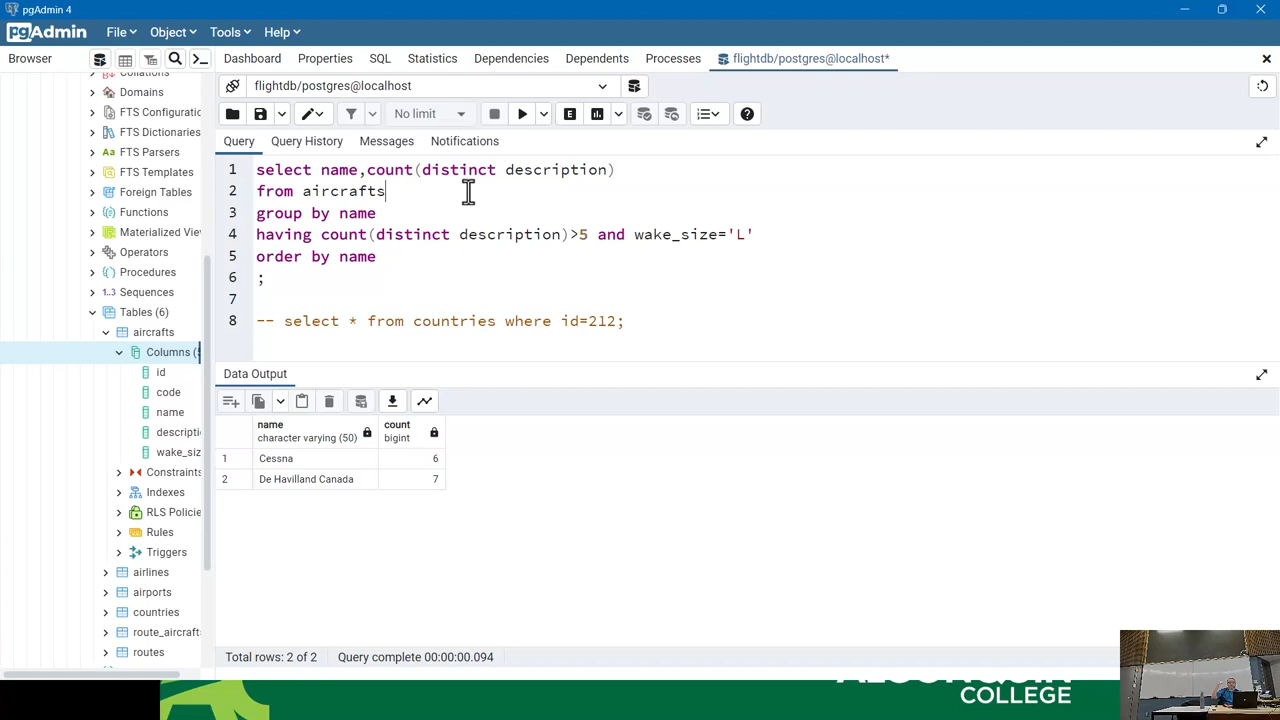 pgAdmin 4
pgAdmin File Object Tools Help
Browser Dashboard Properties SQL Statistics Dependencies Dependents Processes flightdb/postgres@localhost*
Collations
Domains
FTS Configuratio
FTS Dictionaries
FTS Parsers
FTS Templates
Foreign Tables
Functions
Materialized Vie
Operators
Procedures
Sequences
Tables (6)
aircrafts
Columns (5
id
code
name
descripti
wake_siz
Constraints
Indexes
RLS Policie
Rules
Triggers
airlines
airports
countries
route_aircraft
routes
flightdb/postgres@localhost
No limit
Query Query History Messages Notifications
1 select name,count(distinct description)
2 from aircrafts
3 group by name
4 having count(distinct description)>5 and wake_size='L'
5 order by name
6 ;
7
8 -- select * from countries where id=212;
Data Output
name character varying (50) count bigint
1 Cessna 6
2 De Havilland Canada 7
Total rows: 2 of 2 Query complete 00:00:00.094
ALGONQUIN
COLLEGE